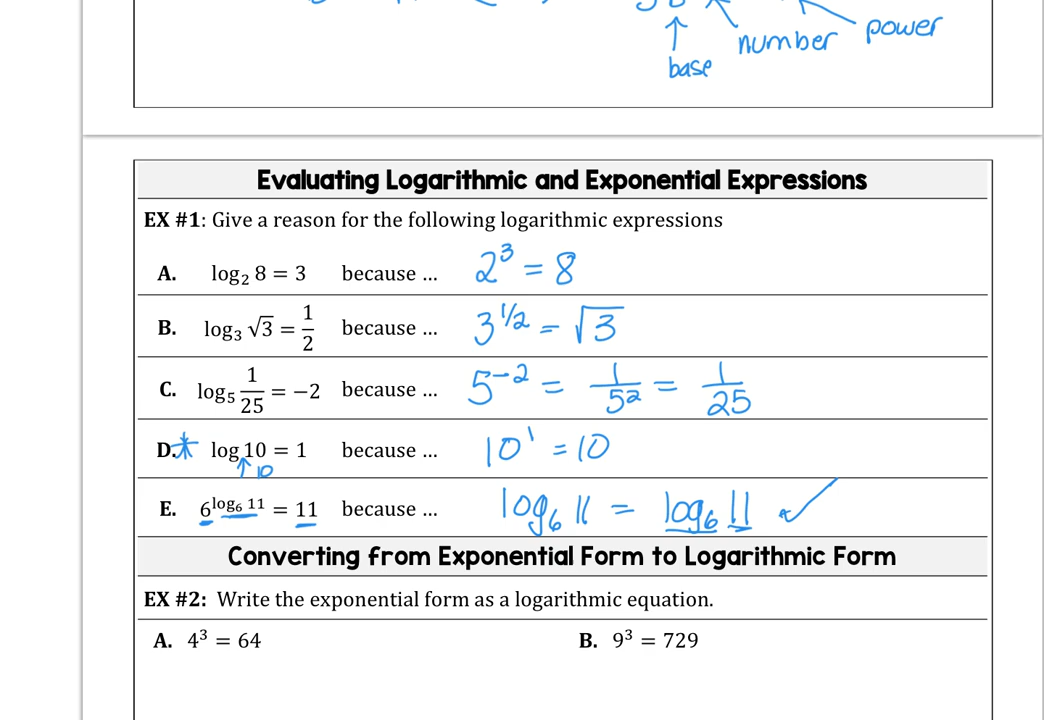 power
number
base
Evaluating Logarithmic and Exponential Expressions
EX #1: Give a reason for the following logarithmic expressions
A. log₂ 8 = 3 because ... 2³ = 8
B. log₃ √3 = 1/2 because ... 3^1/2 = √3
C. log₅ 1/25 = −2 because ... 5⁻² = 1/5² = 1/25
D.* log 10 = 1 because ... 10¹ = 10
↑10
E. 6^log₆ 11 = 11 because ... log₆ 11 = log₆ 11 ✓
Converting from Exponential Form to Logarithmic Form
EX #2: Write the exponential form as a logarithmic equation.
A. 4³ = 64 B. 9³ = 729